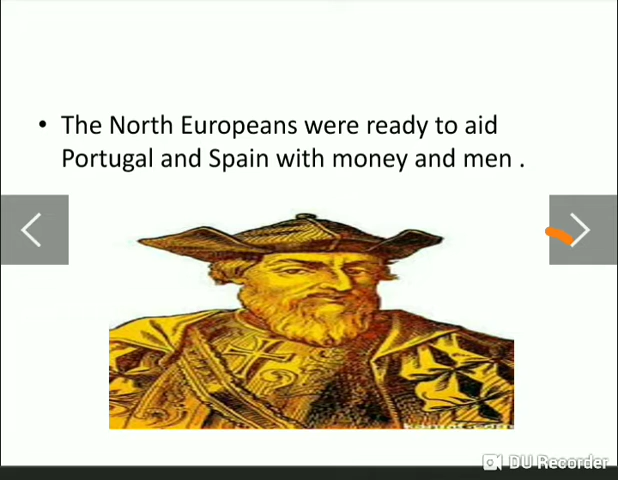 • The North Europeans were ready to aid
Portugal and Spain with money and men .
DU Recorder